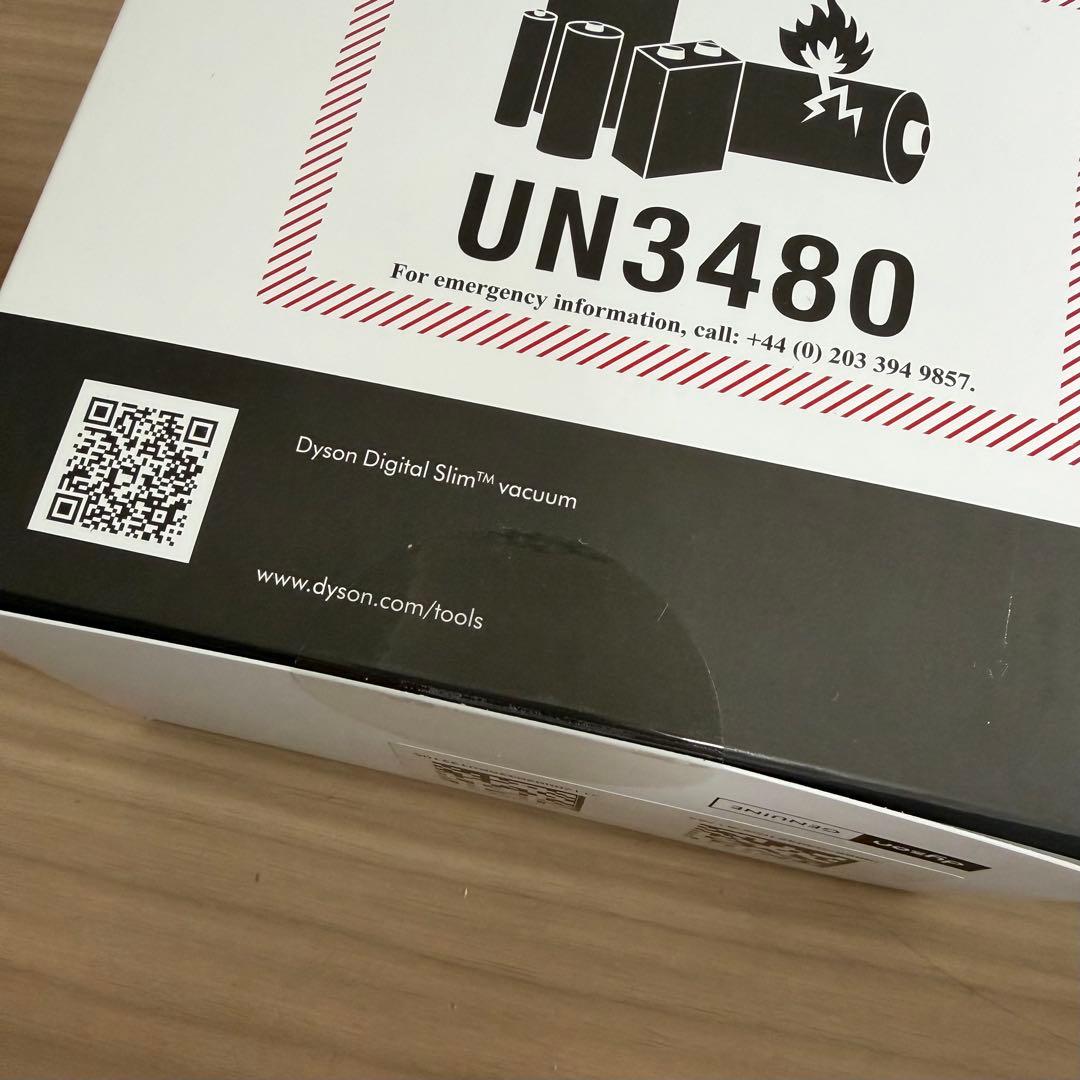 UN3480
For emergency information, call: +44 (0) 203 394 9857.
Dyson Digital Slim™ vacuum
www.dyson.com/tools
GENUINE
dyson